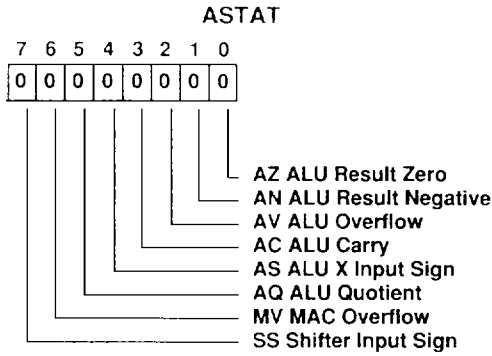 ASTAT
7 6 5 4 3 2 1 0
0 0 0 0 0 0 0 0
AZ ALU Result Zero
AN ALU Result Negative
AV ALU Overflow
AC ALU Carry
AS ALU X Input Sign
AQ ALU Quotient
MV MAC Overflow
SS Shifter Input Sign